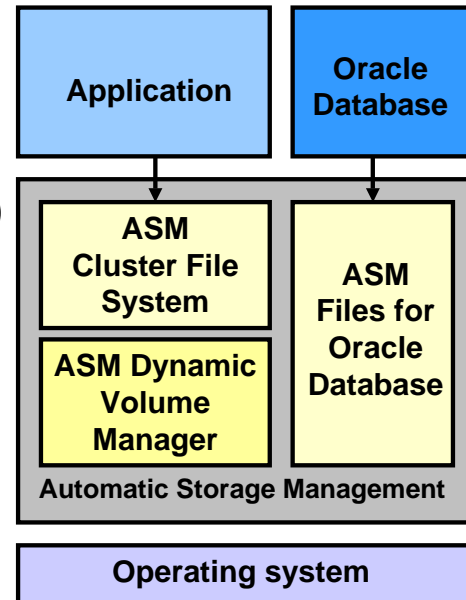 Application
Oracle
Database
ASM
Cluster File
System
ASM Dynamic
Volume
Manager
ASM
Files for
Oracle
Database
Automatic Storage Management
Operating system